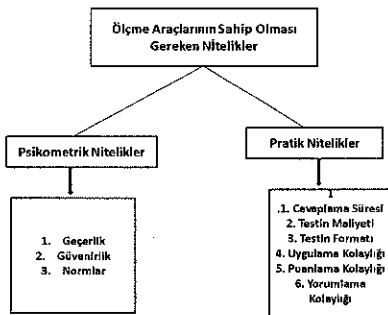 Ölçme Araçlarının Sahip Olması
Gereken Nitelikler
Psikometrik Nitelikler
Pratik Nitelikler
1. Geçerlik
2. Güvenirlik
3. Normlar
1
.1. Cevaplama Süresi
2. Testin Maliyeti
3. Testin Formatı
4. Uygulama Kolaylığı
5. Puanlama Kolaylığı
6. Yorumlama
Kolaylığı